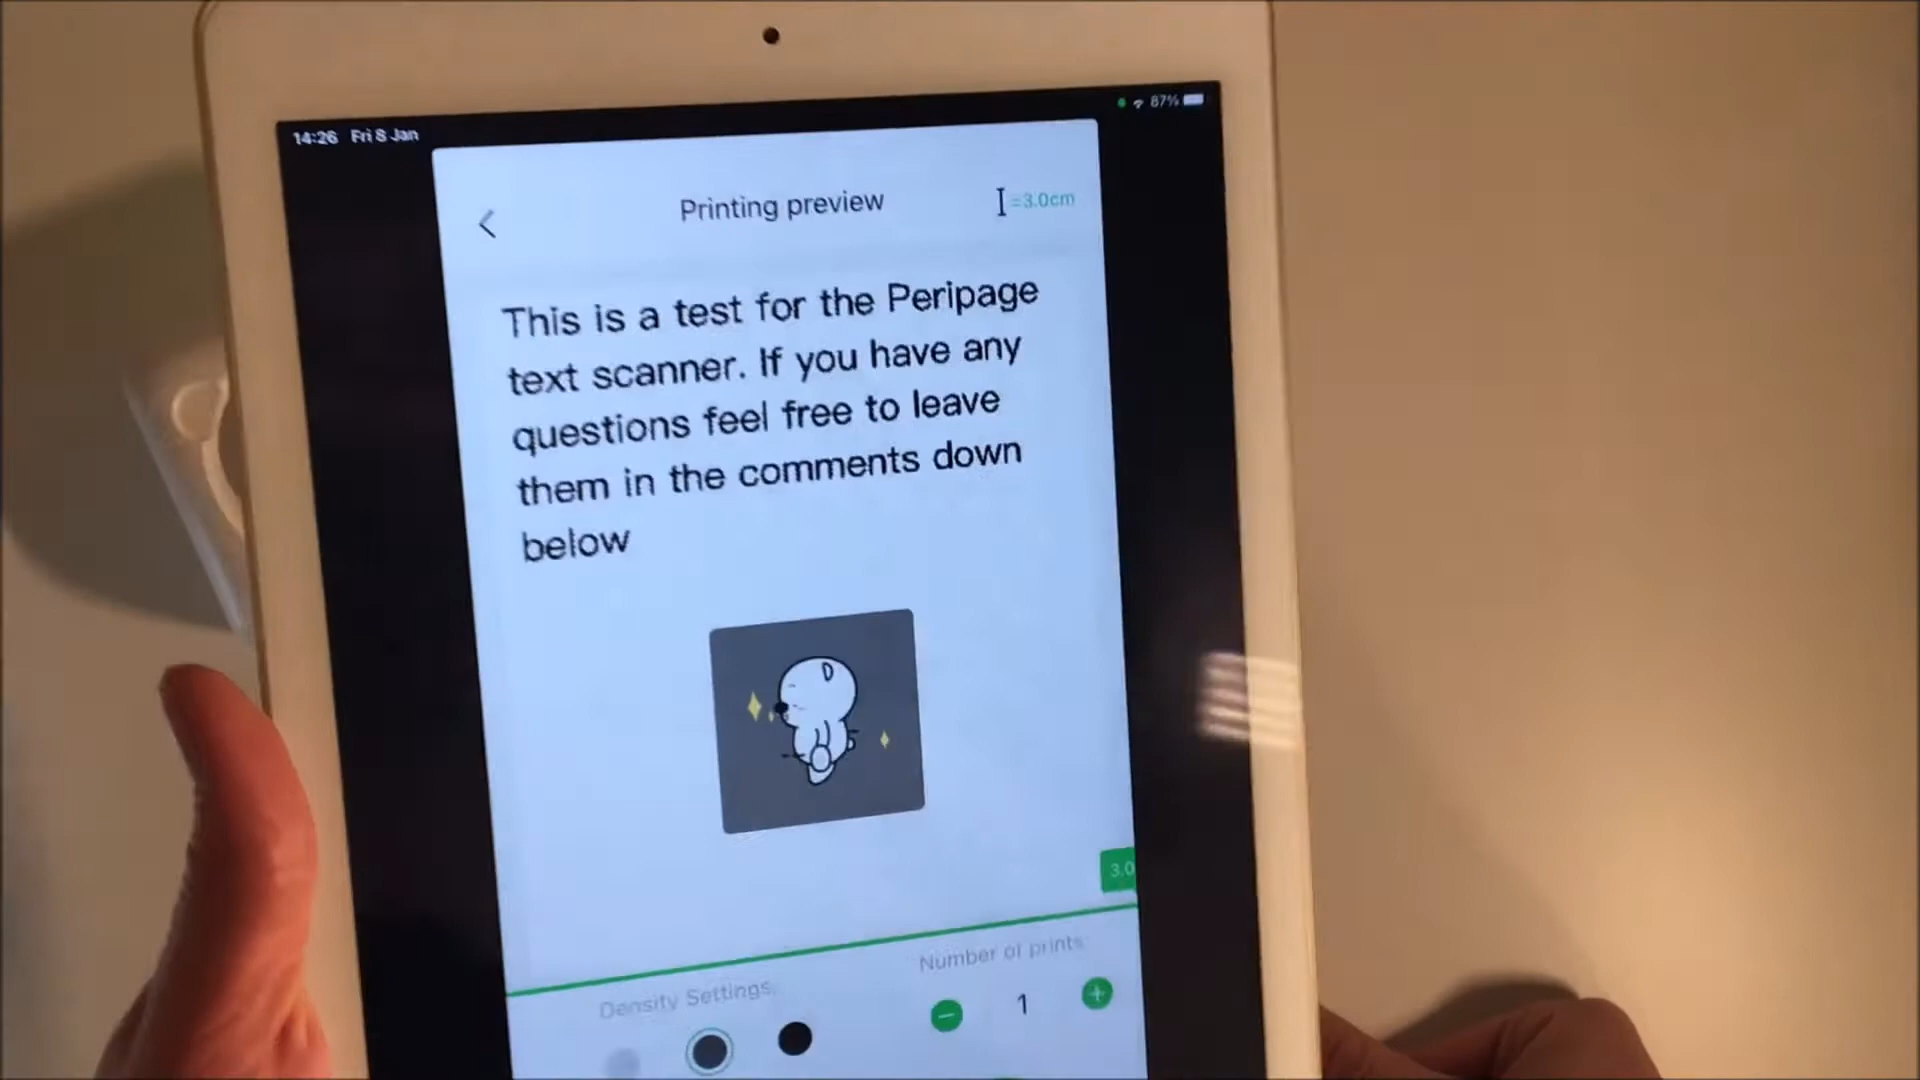 14:26 Fri 8 Jan
87%
Printing preview
=3.0cm
This is a test for the Peripage
text scanner. If you have any
questions feel free to leave
them in the comments down
below
3.0
Density Settings:
Number of prints:
1